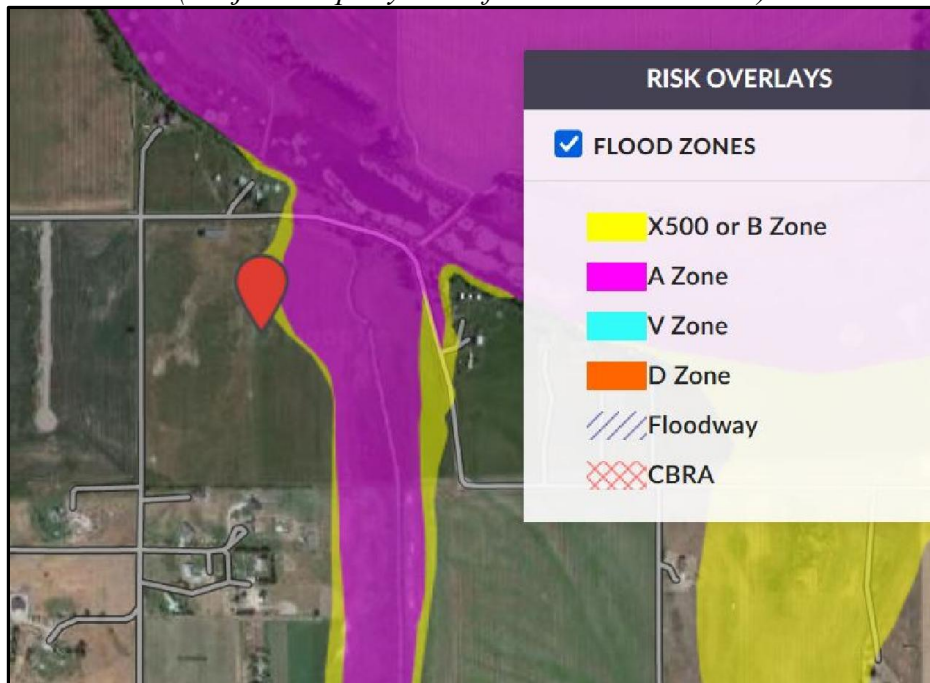 RISK OVERLAYS
FLOOD ZONES
X500 or B Zone
A Zone
V Zone
D Zone
Floodway
CBRA